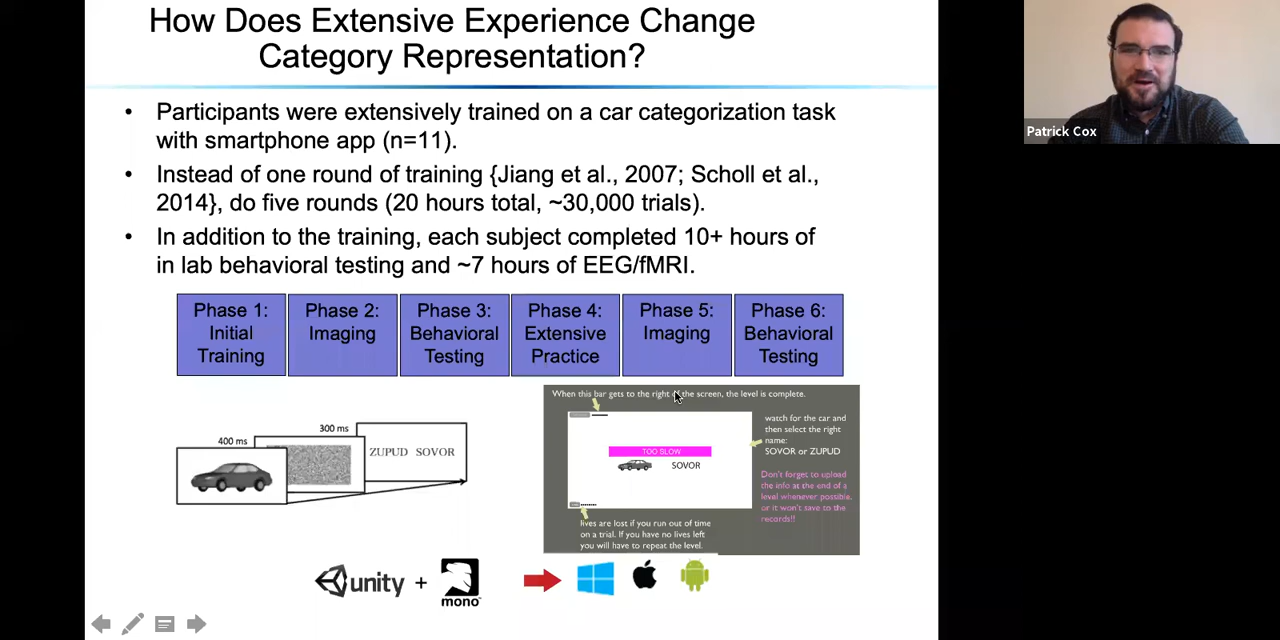 How Does Extensive Experience Change
Category Representation?
• Participants were extensively trained on a car categorization task
with smartphone app (n=11).
• Instead of one round of training {Jiang et al., 2007; Scholl et al.,
2014}, do five rounds (20 hours total, ~30,000 trials).
• In addition to the training, each subject completed 10+ hours of
in lab behavioral testing and ~7 hours of EEG/fMRI.
Phase 1:
Initial
Training
Phase 2:
Imaging
Phase 3:
Behavioral
Testing
Phase 4:
Extensive
Practice
Phase 5:
Imaging
Phase 6:
Behavioral
Testing
400 ms
300 ms
ZUPUD SOVOR
When this bar gets to the right of the screen, the level is complete.
TOO SLOW
SOVOR
watch for the car and
then select the right
name:
SOVOR or ZUPUD
Don't forget to upload
the info at the end of a
level whenever possible,
or it won't save to the
records!!
lives are lost if you run out of time
on a trial. If you have no lives left
you will have to repeat the level.
unity + mono
Patrick Cox